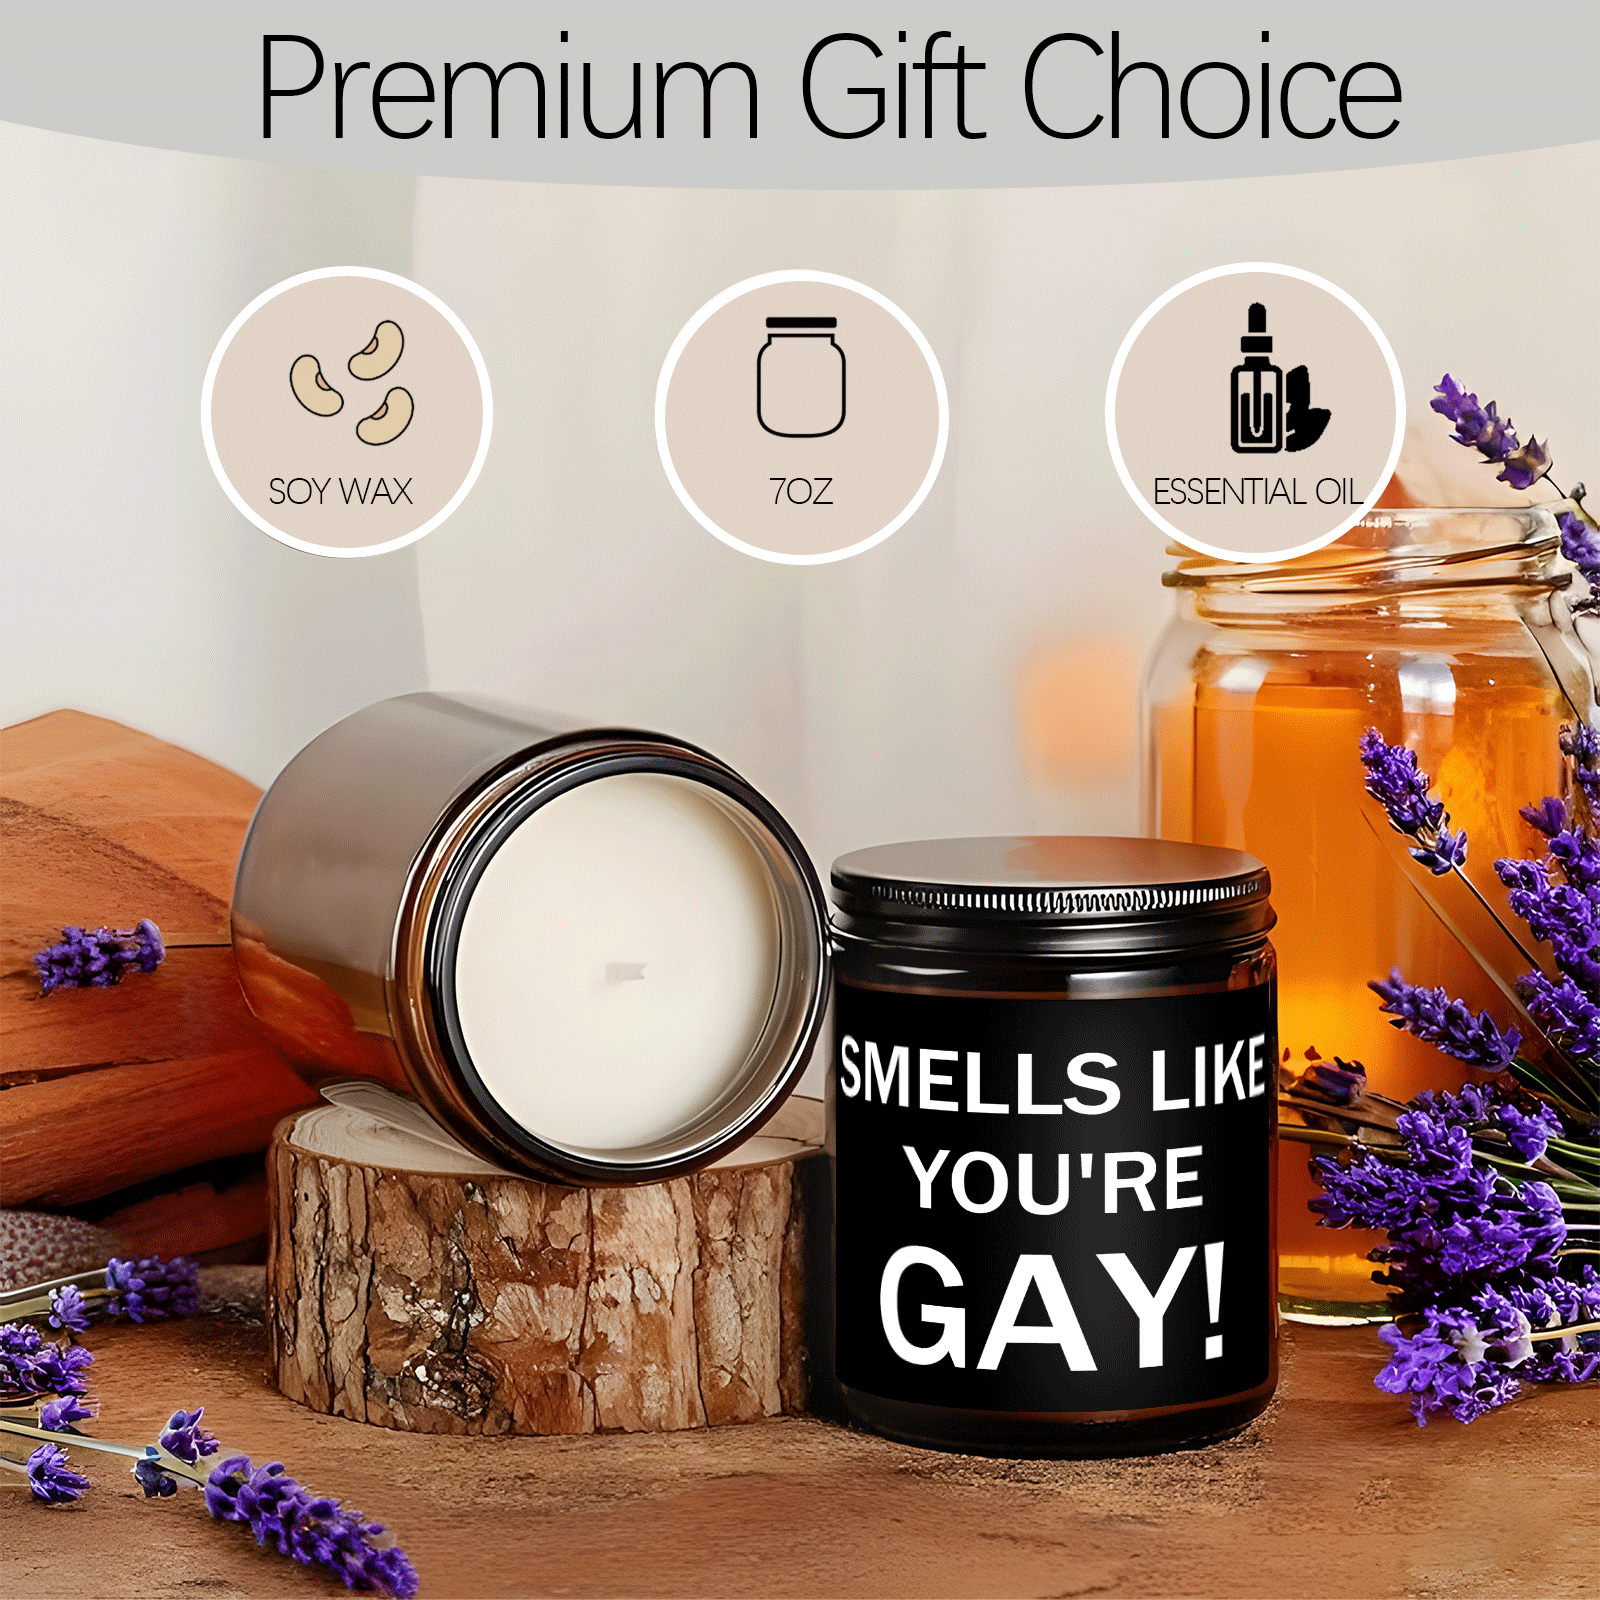 Premium Gift Choice
SOY WAX
7OZ
ESSENTIAL OIL
SMELLS LIKE
YOU'RE
GAY!